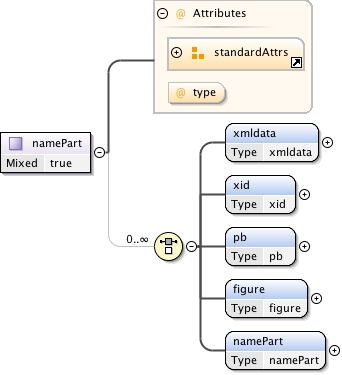 @ Attributes
standardAttrs
@ type
namePart
Mixed true
0..∞
xmldata
Type xmldata
xid
Type xid
pb
Type pb
figure
Type figure
namePart
Type namePart